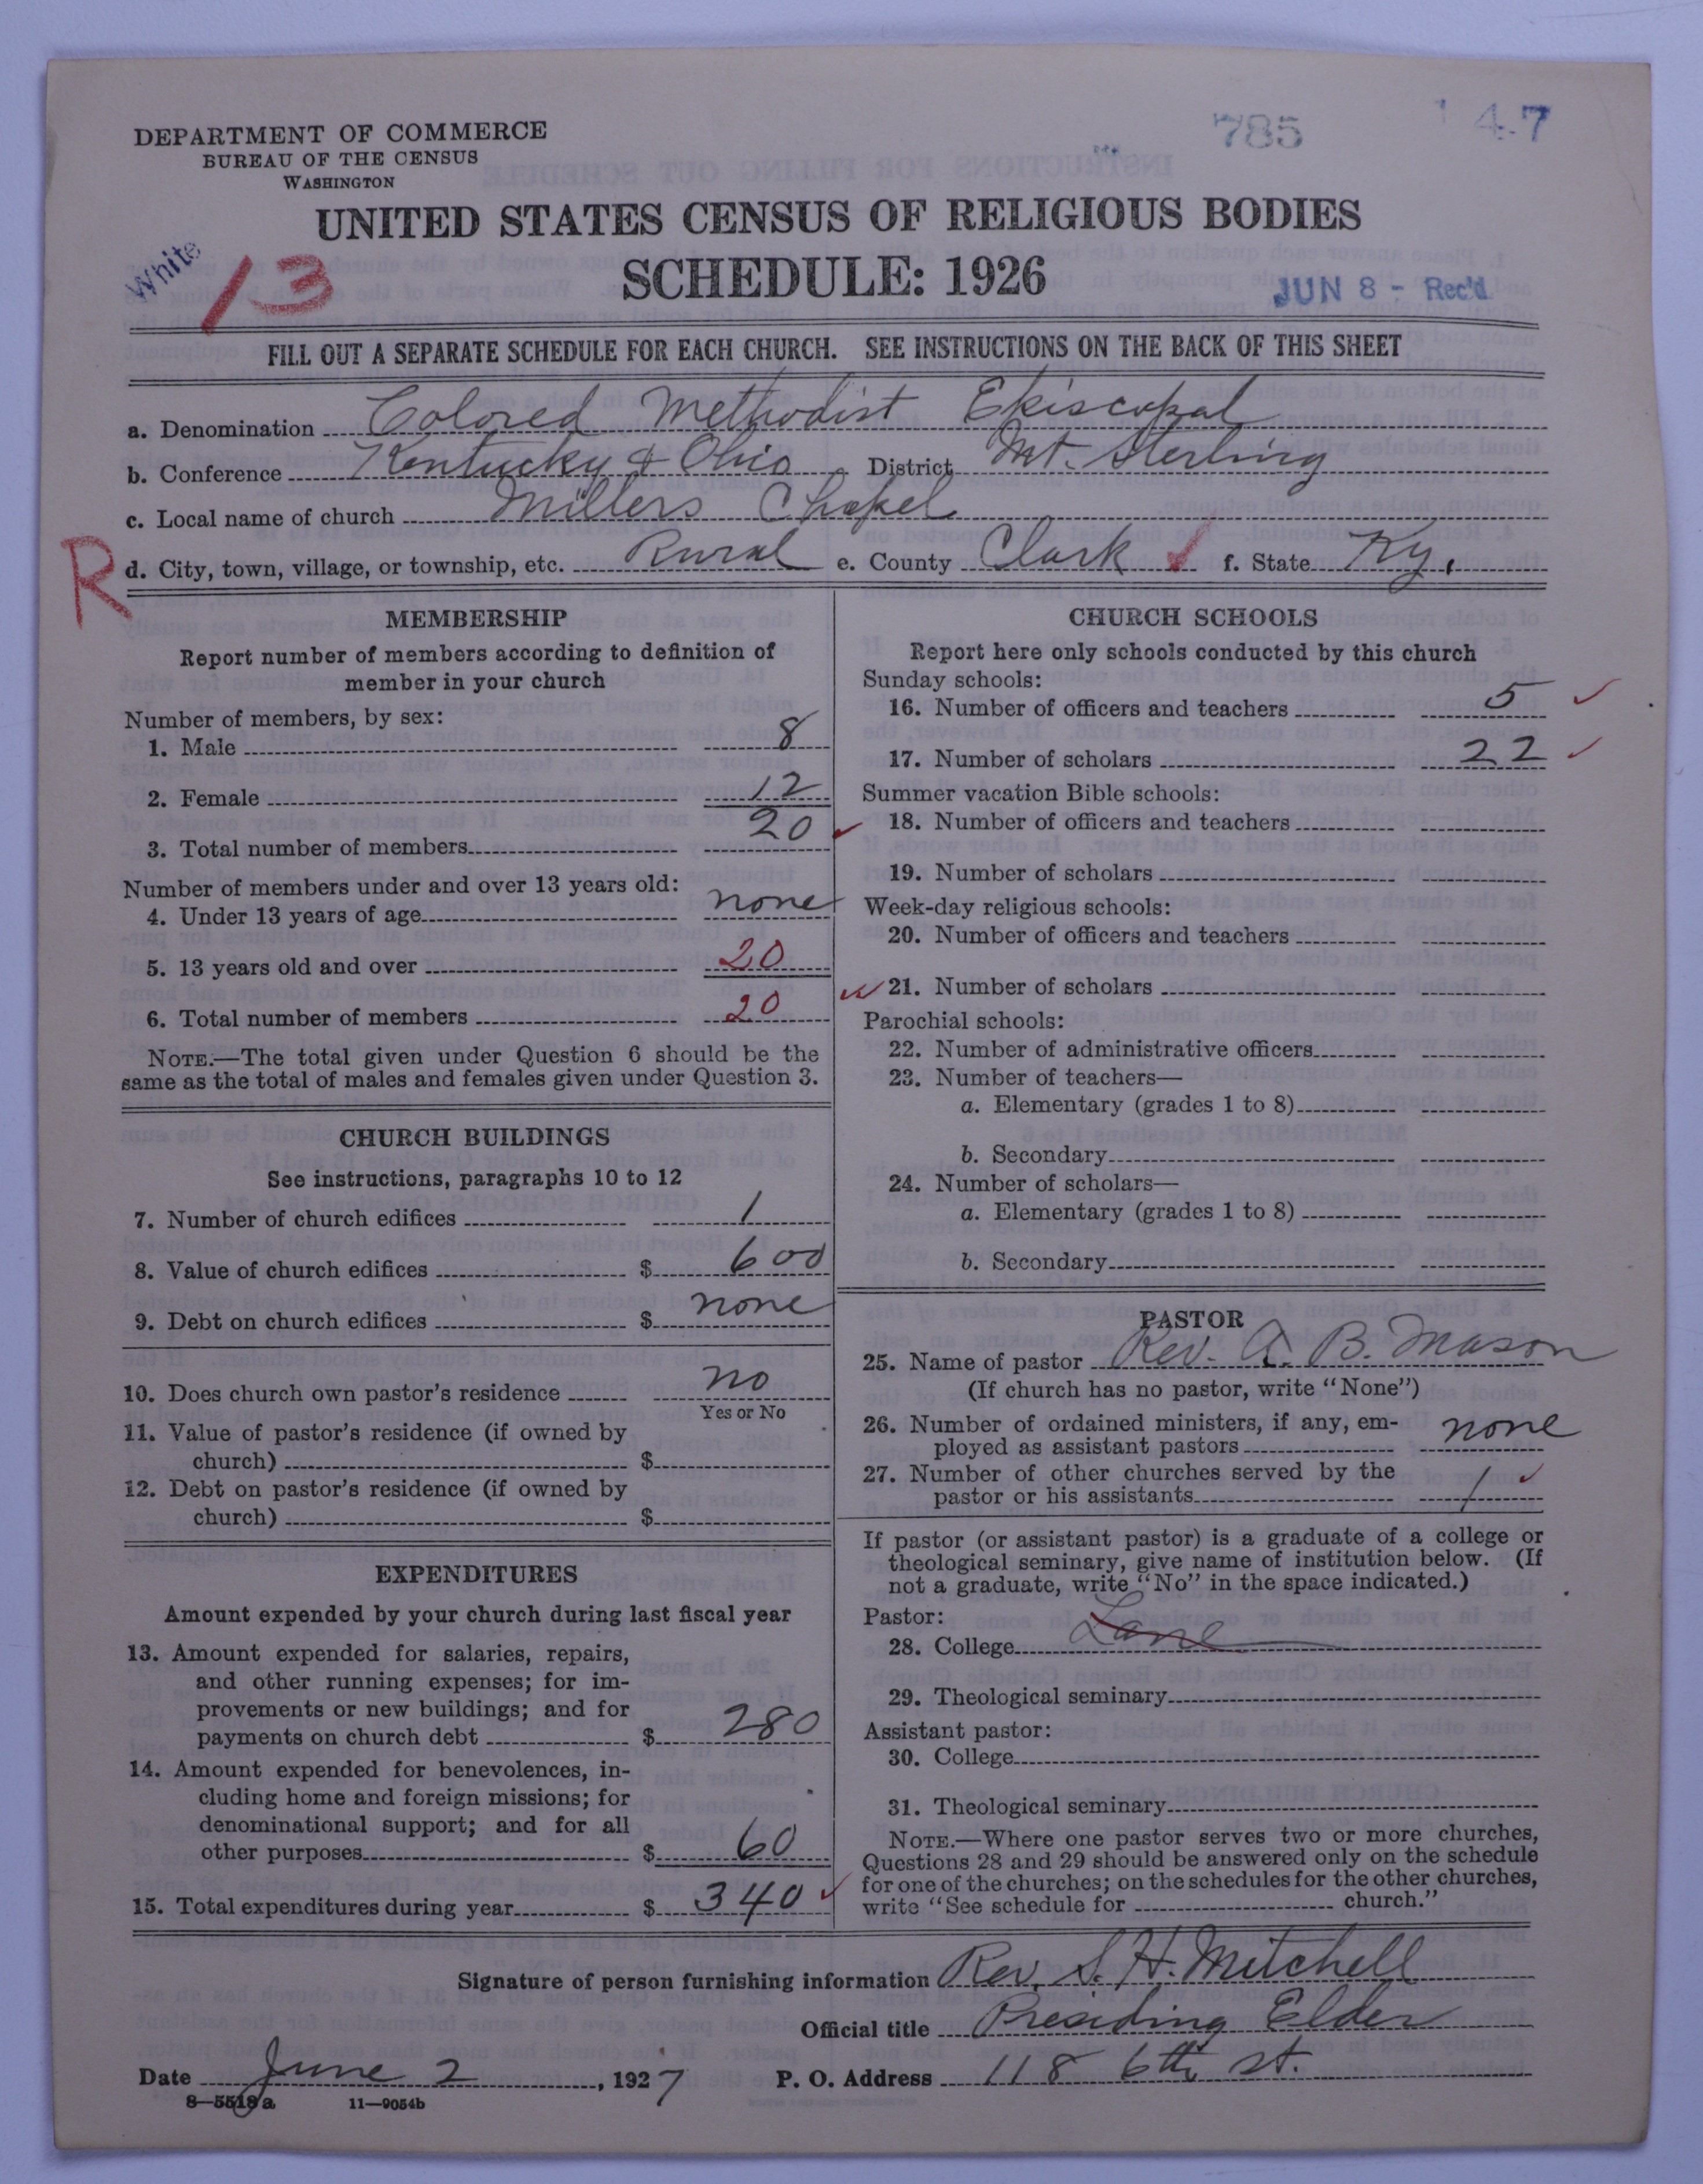 DEPARTMENT OF COMMERCE
BUREAU OF THE CENSUS
WASHINGTON
785
147
UNITED STATES CENSUS OF RELIGIOUS BODIES
White
13
SCHEDULE: 1926
JUN 8 - Rec'd
FILL OUT A SEPARATE SCHEDULE FOR EACH CHURCH. SEE INSTRUCTIONS ON THE BACK OF THIS SHEET
a. Denomination Colored Methodist Episcopal
b. Conference Kentucky & Ohio District Mt. Sterling
c. Local name of church Millers Chapel
R
d. City, town, village, or township, etc. Rural e. County Clark f. State Ky.
MEMBERSHIP
Report number of members according to definition of
member in your church
Number of members, by sex:
1. Male 8
2. Female 12
3. Total number of members 20
Number of members under and over 13 years old:
4. Under 13 years of age none
5. 13 years old and over 20
6. Total number of members 20
NOTE.—The total given under Question 6 should be the
same as the total of males and females given under Question 3.
CHURCH BUILDINGS
See instructions, paragraphs 10 to 12
7. Number of church edifices 1
8. Value of church edifices $ 600
9. Debt on church edifices $ none
10. Does church own pastor's residence no
Yes or No
11. Value of pastor's residence (if owned by
church) $
12. Debt on pastor's residence (if owned by
church) $
EXPENDITURES
Amount expended by your church during last fiscal year
13. Amount expended for salaries, repairs,
and other running expenses; for im-
provements or new buildings; and for
payments on church debt $ 280
14. Amount expended for benevolences, in-
cluding home and foreign missions; for
denominational support; and for all
other purposes $ 60
15. Total expenditures during year $ 340
CHURCH SCHOOLS
Report here only schools conducted by this church
Sunday schools:
16. Number of officers and teachers 5
17. Number of scholars 22
Summer vacation Bible schools:
18. Number of officers and teachers
19. Number of scholars
Week-day religious schools:
20. Number of officers and teachers
21. Number of scholars
Parochial schools:
22. Number of administrative officers
23. Number of teachers—
a. Elementary (grades 1 to 8)
b. Secondary
24. Number of scholars—
a. Elementary (grades 1 to 8)
b. Secondary
PASTOR
25. Name of pastor Rev. A. B. Mason
(If church has no pastor, write "None")
26. Number of ordained ministers, if any, em-
ployed as assistant pastors none
27. Number of other churches served by the
pastor or his assistants 1
If pastor (or assistant pastor) is a graduate of a college or
theological seminary, give name of institution below. (If
not a graduate, write "No" in the space indicated.)
Pastor:
28. College Lane
29. Theological seminary
Assistant pastor:
30. College
31. Theological seminary
NOTE.—Where one pastor serves two or more churches,
Questions 28 and 29 should be answered only on the schedule
for one of the churches; on the schedules for the other churches,
write "See schedule for church."
Signature of person furnishing information Rev. S. H. Mitchell
Official title Presiding Elder
Date June 2, 1927 P. O. Address 118 6th st.
8—5518a 11—9054b